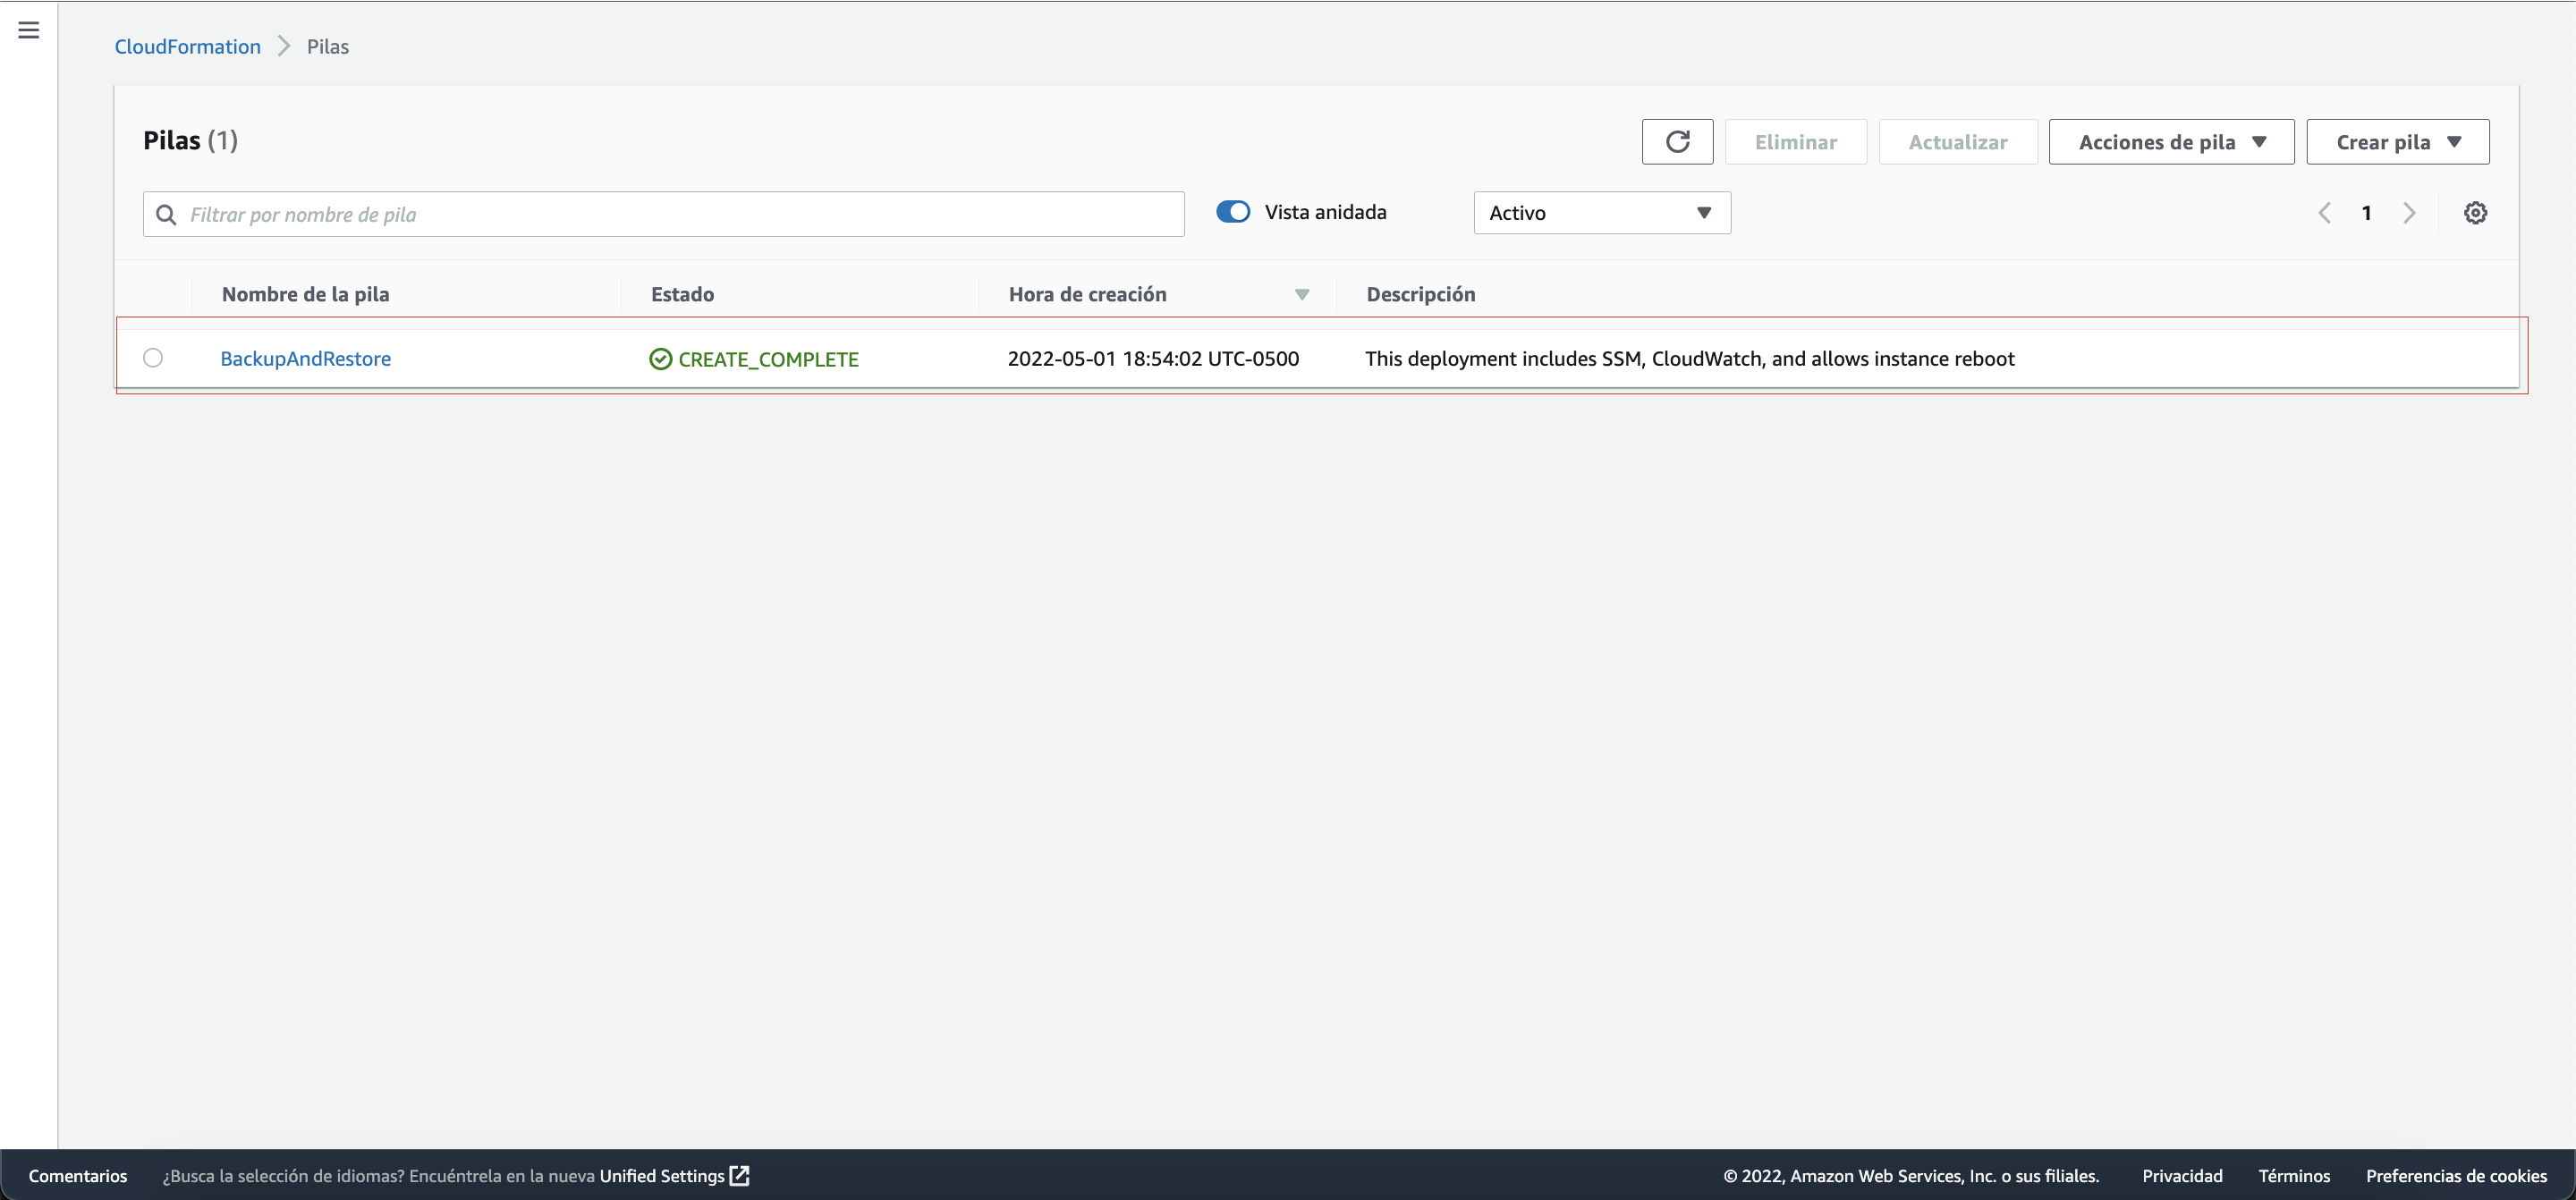 CloudFormation > Pilas
Pilas (1)
Eliminar
Actualizar
Acciones de pila
Crear pila
Filtrar por nombre de pila
Vista anidada
Activo
1
Nombre de la pila
Estado
Hora de creación
Descripción
BackupAndRestore
CREATE_COMPLETE
2022-05-01 18:54:02 UTC-0500
This deployment includes SSM, CloudWatch, and allows instance reboot
Comentarios
¿Busca la selección de idiomas? Encuéntrela en la nueva Unified Settings
© 2022, Amazon Web Services, Inc. o sus filiales.
Privacidad
Términos
Preferencias de cookies